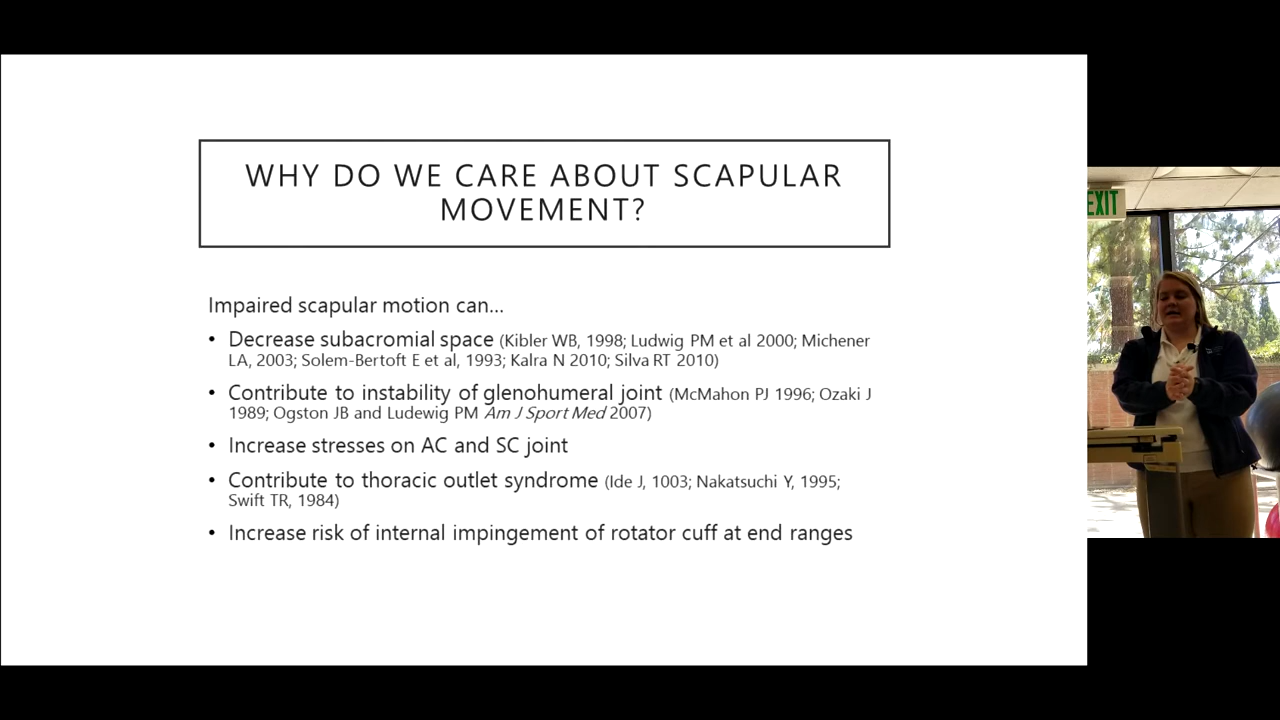 WHY DO WE CARE ABOUT SCAPULAR
MOVEMENT?
Impaired scapular motion can...
• Decrease subacromial space (Kibler WB, 1998; Ludwig PM et al 2000; Michener
LA, 2003; Solem-Bertoft E et al, 1993; Kalra N 2010; Silva RT 2010)
• Contribute to instability of glenohumeral joint (McMahon PJ 1996; Ozaki J
1989; Ogston JB and Ludewig PM Am J Sport Med 2007)
• Increase stresses on AC and SC joint
• Contribute to thoracic outlet syndrome (Ide J, 1003; Nakatsuchi Y, 1995;
Swift TR, 1984)
• Increase risk of internal impingement of rotator cuff at end ranges
EXIT